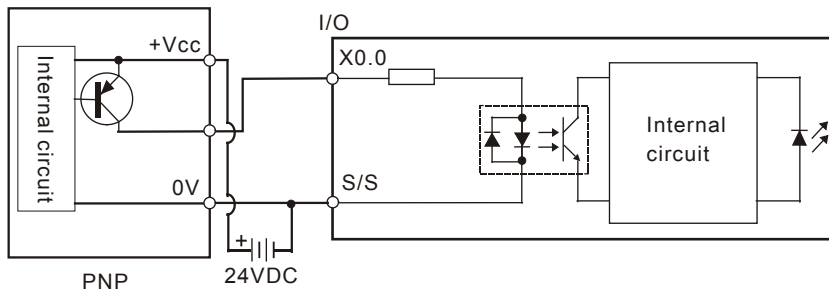 I/O
+Vcc
X0.0
Internal circuit
Internal
circuit
0V
S/S
+
24VDC
PNP